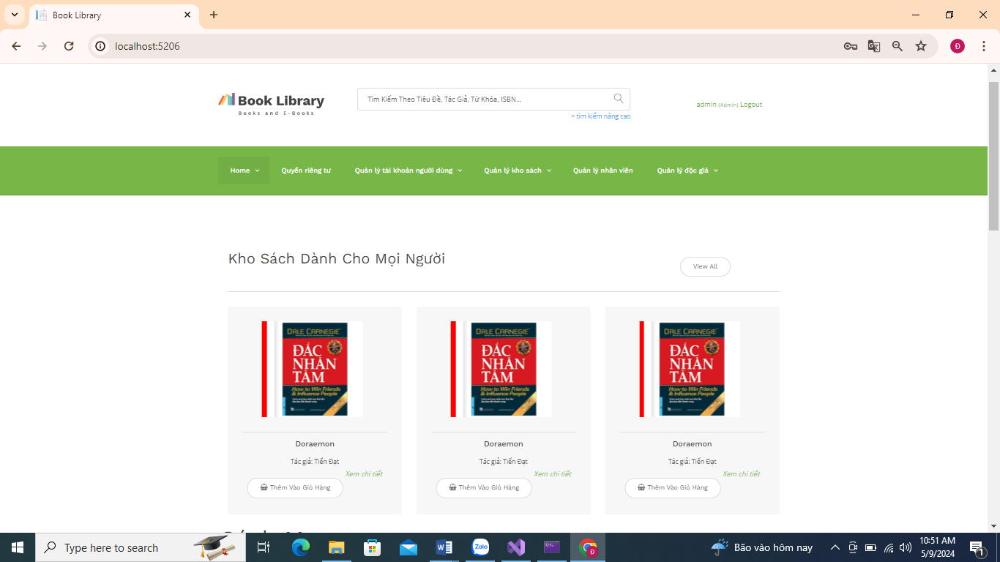 Book Library
localhost:5206
Đ
Book Library
Books and E-Books
Tìm Kiếm Theo Tiêu Đề, Tác Giả, Từ Khóa, ISBN...
+ tìm kiếm nâng cao
admin (Admin) Logout
Home Quyền riêng tư Quản lý tài khoản người dùng Quản lý kho sách Quản lý nhân viên Quản lý độc giả
Kho Sách Dành Cho Mọi Người
View All
DALE CARNEGIE
ĐẮC
NHÂN
TÂM
How to Win Friends
& Influence People
DALE CARNEGIE
ĐẮC
NHÂN
TÂM
How to Win Friends
& Influence People
DALE CARNEGIE
ĐẮC
NHÂN
TÂM
How to Win Friends
& Influence People
Doraemon
Tác giả: Tiến Đạt
Xem chi tiết
Thêm Vào Giỏ Hàng
Doraemon
Tác giả: Tiến Đạt
Xem chi tiết
Thêm Vào Giỏ Hàng
Doraemon
Tác giả: Tiến Đạt
Xem chi tiết
Thêm Vào Giỏ Hàng
Type here to search
Zalo
Đ
Bão vào hôm nay
10:51 AM
5/9/2024
1